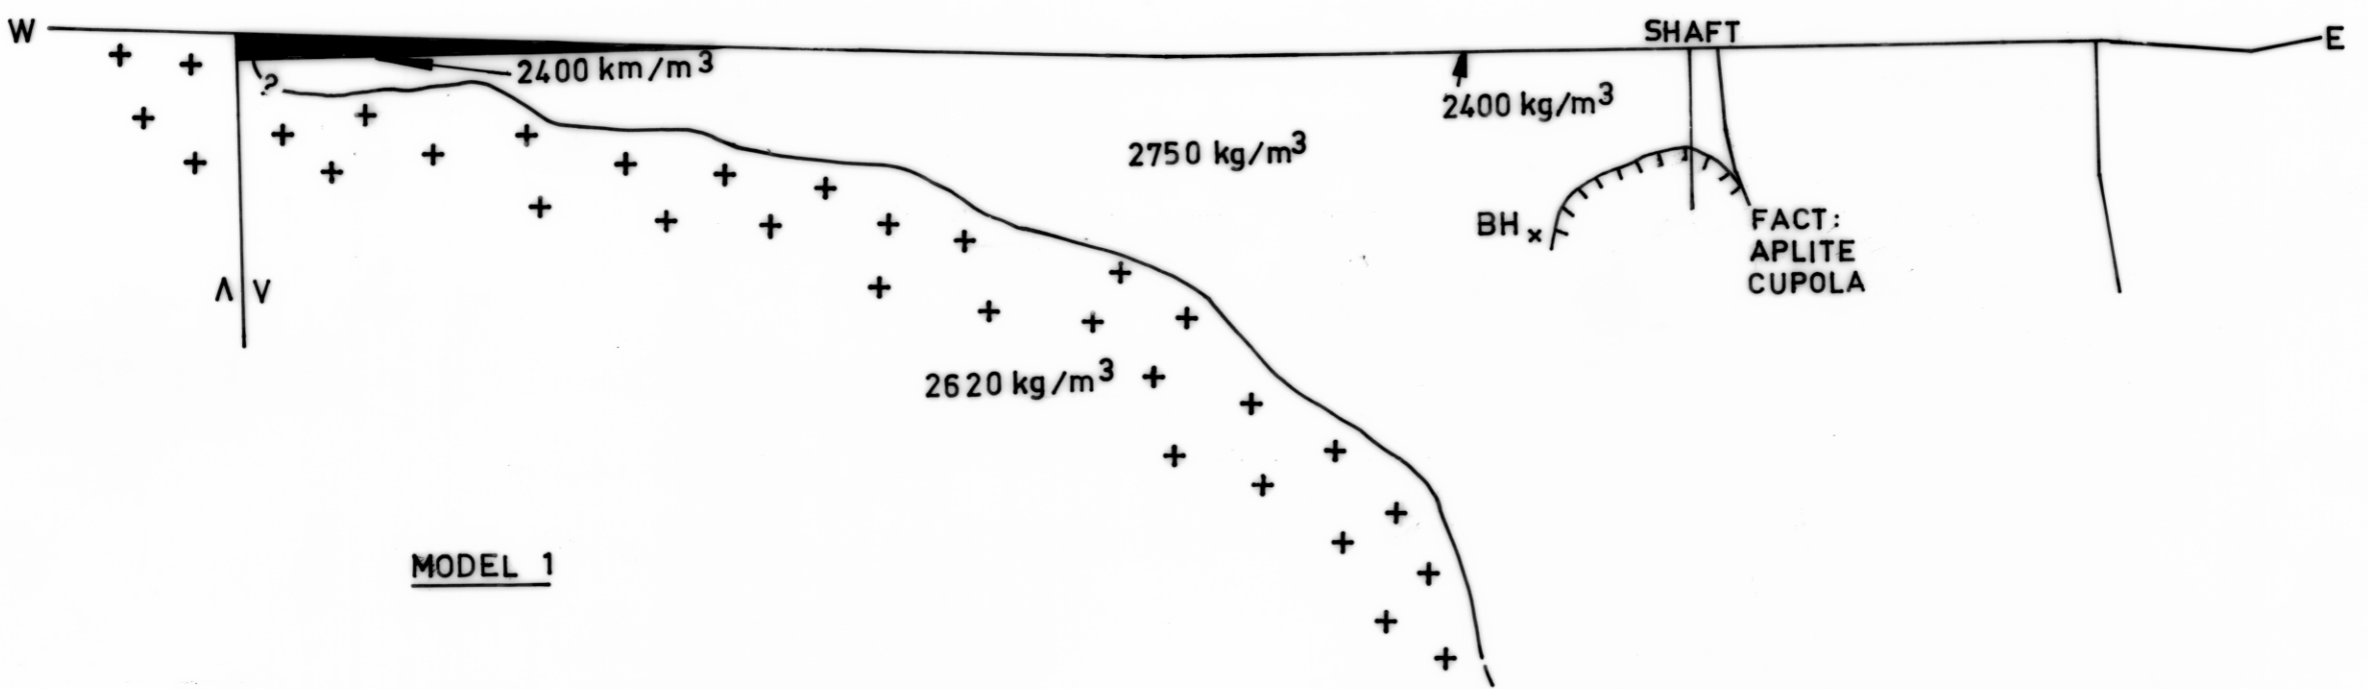 W
SHAFT
E
?
2400 km/m³
2400 kg/m³
2750 kg/m³
BH x
FACT:
APLITE
CUPOLA
Λ V
2620 kg/m³
MODEL 1